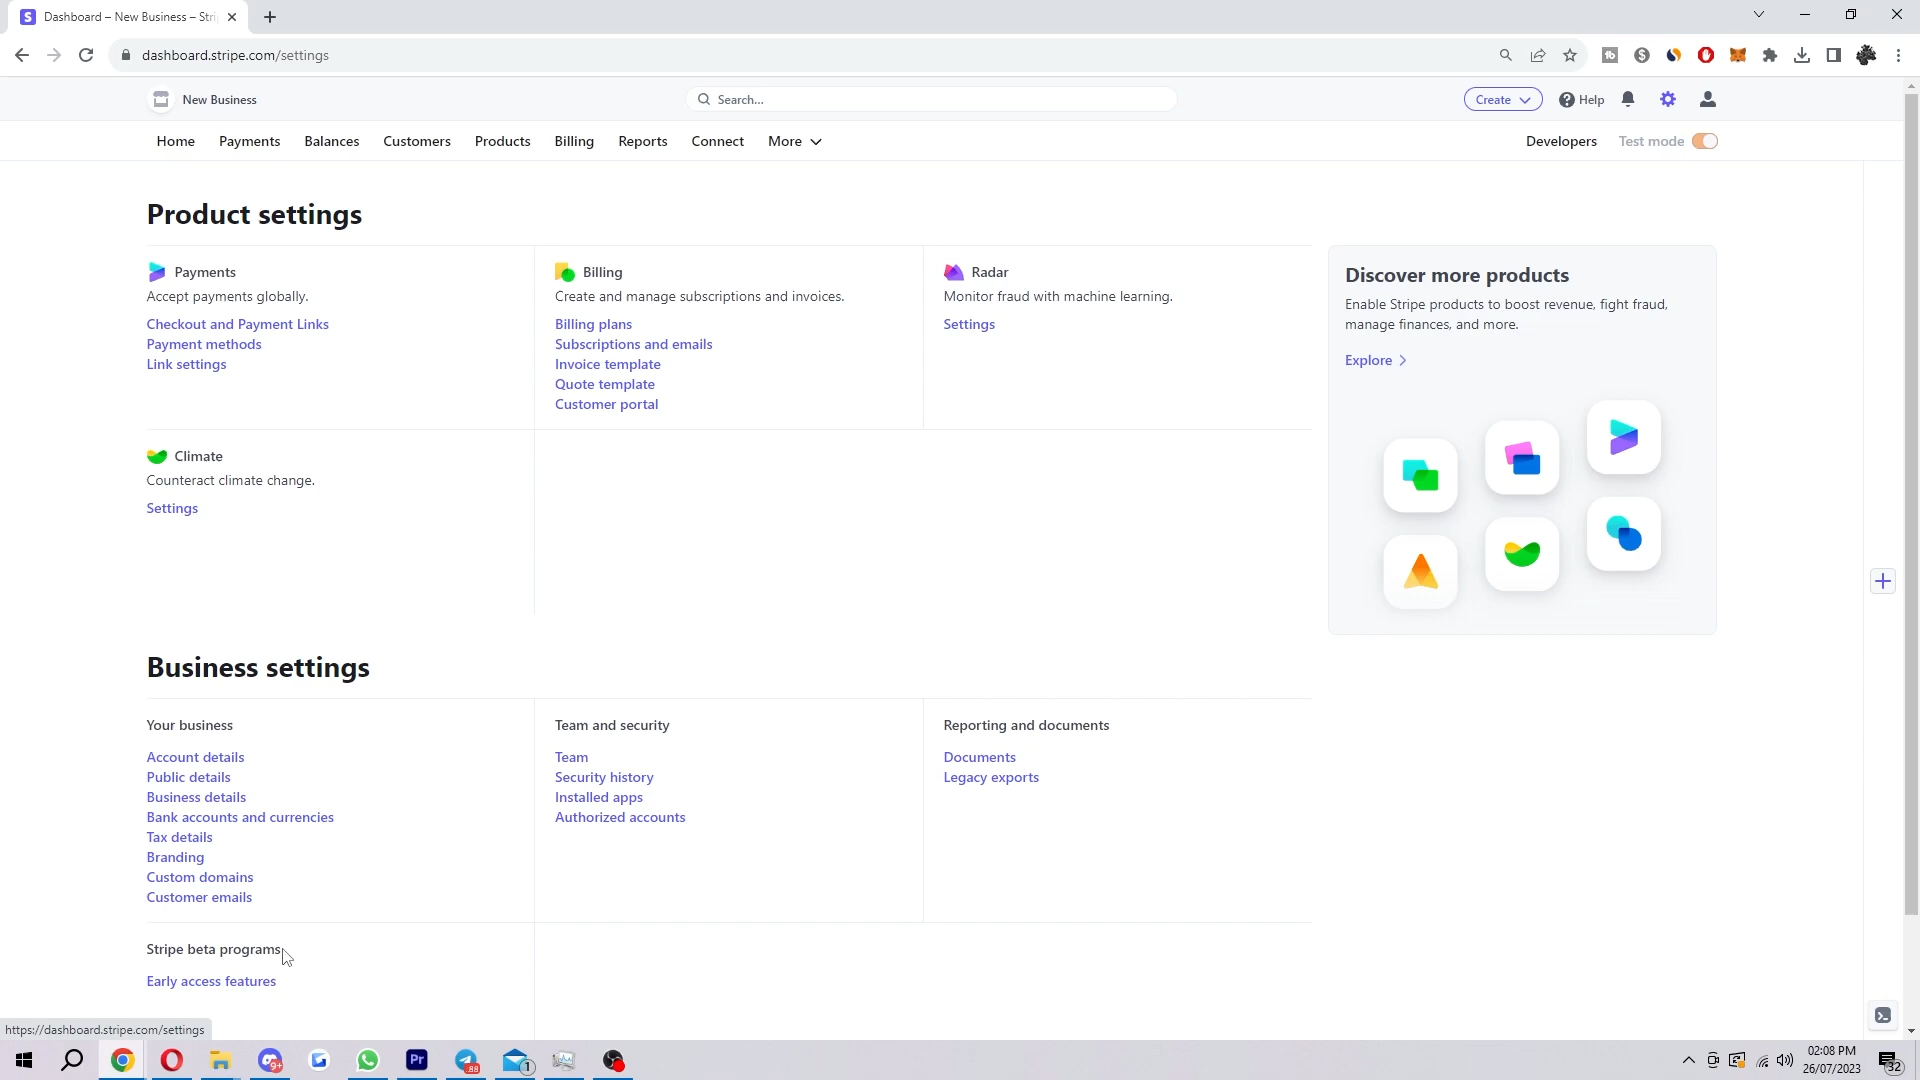 Dashboard – New Business – Stri
dashboard.stripe.com/settings
New Business
Search...
Create
Help
Home Payments Balances Customers Products Billing Reports Connect More
Developers Test mode
Product settings
Payments
Accept payments globally.
Checkout and Payment Links
Payment methods
Link settings
Billing
Create and manage subscriptions and invoices.
Billing plans
Subscriptions and emails
Invoice template
Quote template
Customer portal
Radar
Monitor fraud with machine learning.
Settings
Discover more products
Enable Stripe products to boost revenue, fight fraud,
manage finances, and more.
Explore
Climate
Counteract climate change.
Settings
Business settings
Your business
Account details
Public details
Business details
Bank accounts and currencies
Tax details
Branding
Custom domains
Customer emails
Team and security
Team
Security history
Installed apps
Authorized accounts
Reporting and documents
Documents
Legacy exports
Stripe beta programs
Early access features
https://dashboard.stripe.com/settings
9+
Pr
88
1
02:08 PM
26/07/2023
32